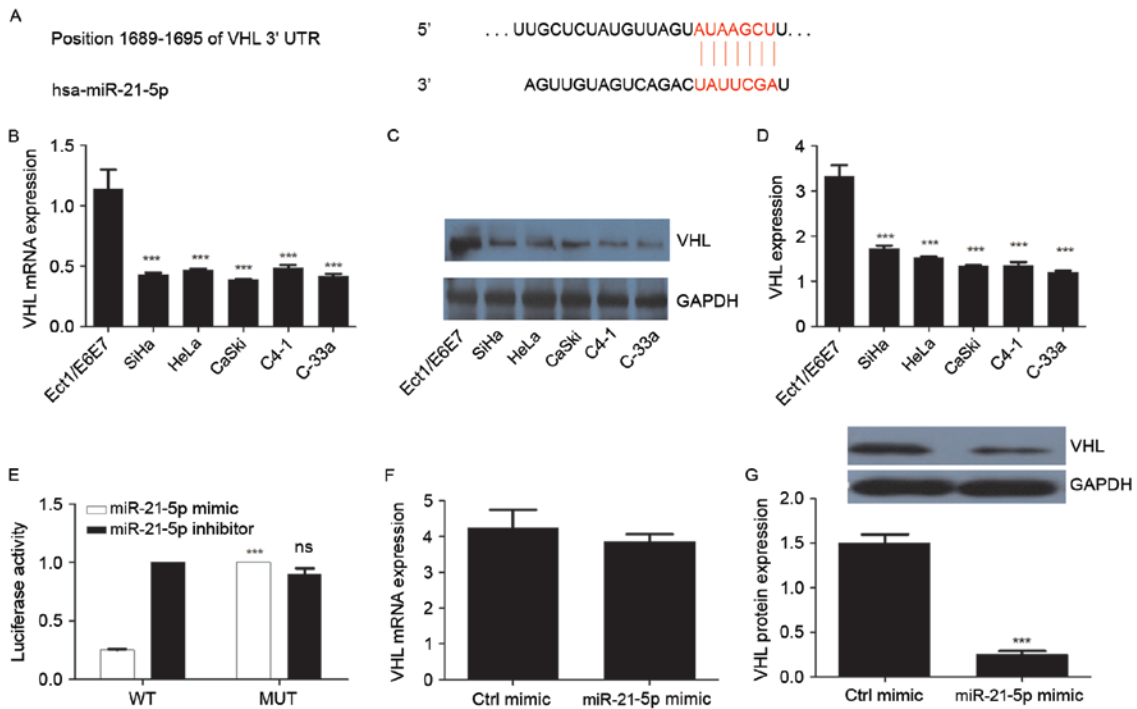 A
Position 1689-1695 of VHL 3' UTR
5' ...UUGCUCUAUGUUAGUAUAAGCUU...
hsa-miR-21-5p
3' AGUUGUAGUCAGACUAUUCGAU
B
VHL mRNA expression
1.5
1.0
0.5
0.0
***
***
***
***
***
Ect1/E6E7
SiHa
HeLa
CaSki
C4-1
C-33a
C
VHL
GAPDH
Ect1/E6E7
SiHa
HeLa
CaSki
C4-1
C-33a
D
VHL expression
4
3
2
1
0
***
***
***
***
***
Ect1/E6E7
SiHa
HeLa
CaSki
C4-1
C-33a
E
Luciferase activity
1.5
1.0
0.5
0.0
miR-21-5p mimic
miR-21-5p inhibitor
***
ns
WT
MUT
F
VHL mRNA expression
5
4
3
2
1
0
Ctrl mimic
miR-21-5p mimic
G
VHL
GAPDH
VHL protein expression
2.0
1.5
1.0
0.5
0.0
***
Ctrl mimic
miR-21-5p mimic